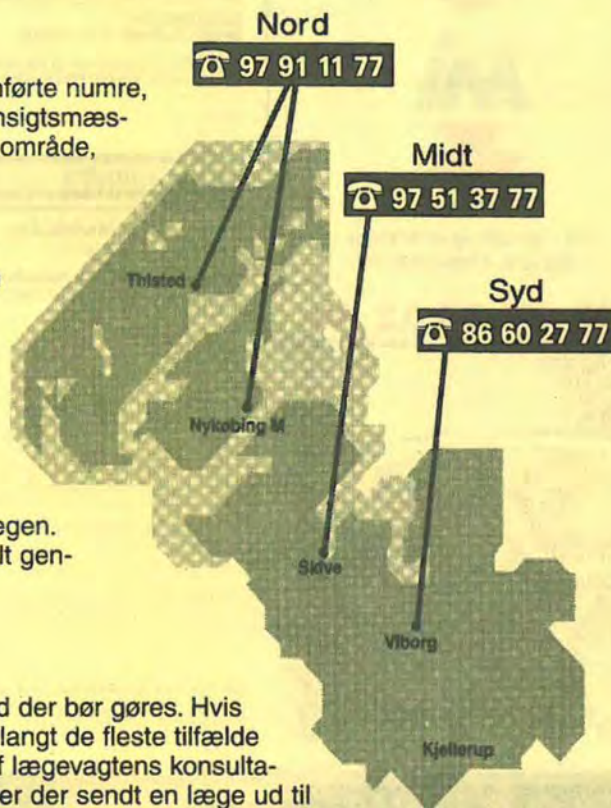 Nord
97 91 11 77
nførte numre,
nsigtsmæs-
område,
Midt
97 51 37 77
Thisted
Syd
86 60 27 77
Nykøbing M
egen.
lt gen-
Skive
Viborg
d der bør gøres. Hvis
langt de fleste tilfælde
f lægevagtens konsulta-
er der sendt en læge ud til
Kjellerup